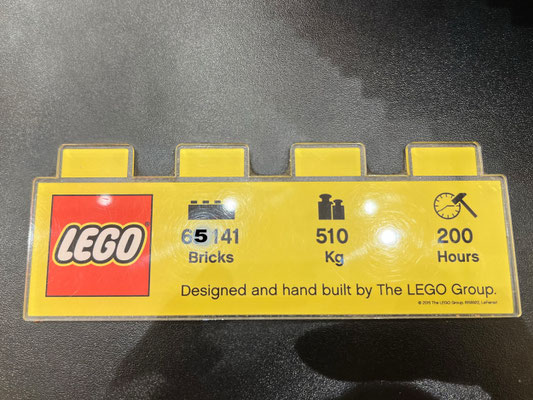 LEGO
65141
Bricks
510
Kg
200
Hours
Designed and hand built by The LEGO Group.